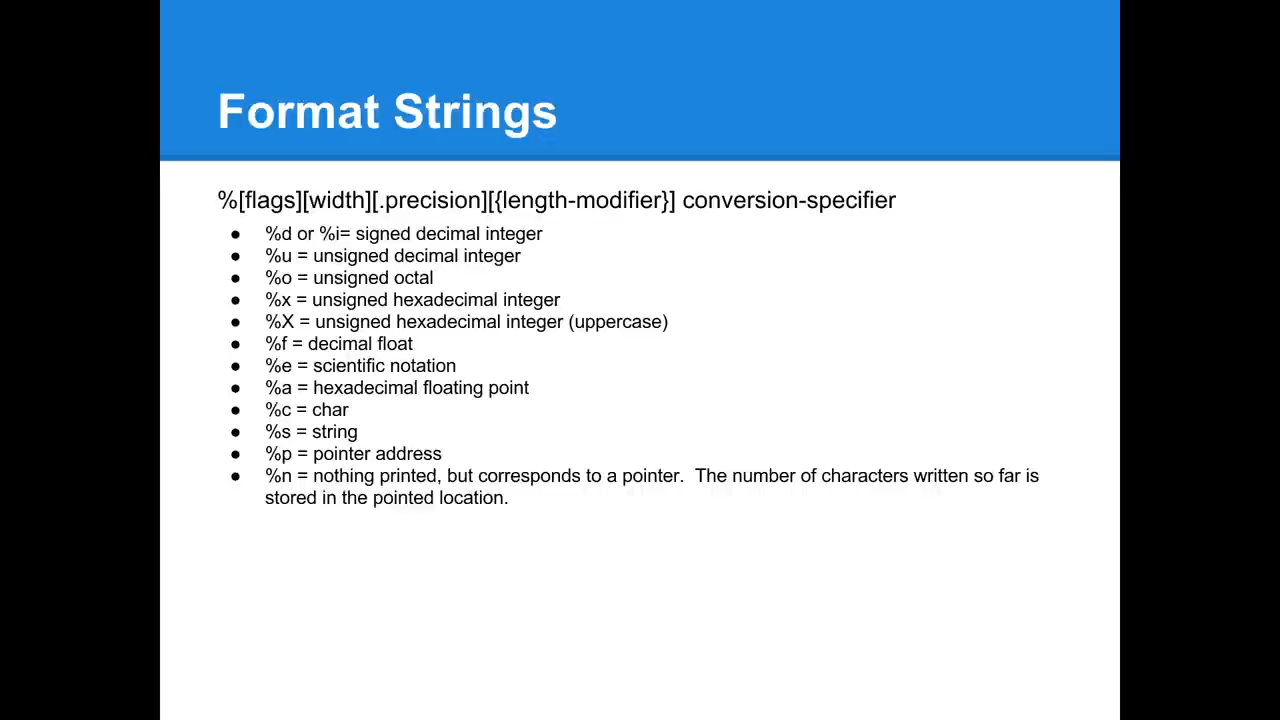 Format Strings
%[flags][width][.precision][{length-modifier}] conversion-specifier
● %d or %i= signed decimal integer
● %u = unsigned decimal integer
● %o = unsigned octal
● %x = unsigned hexadecimal integer
● %X = unsigned hexadecimal integer (uppercase)
● %f = decimal float
● %e = scientific notation
● %a = hexadecimal floating point
● %c = char
● %s = string
● %p = pointer address
● %n = nothing printed, but corresponds to a pointer.  The number of characters written so far is
stored in the pointed location.